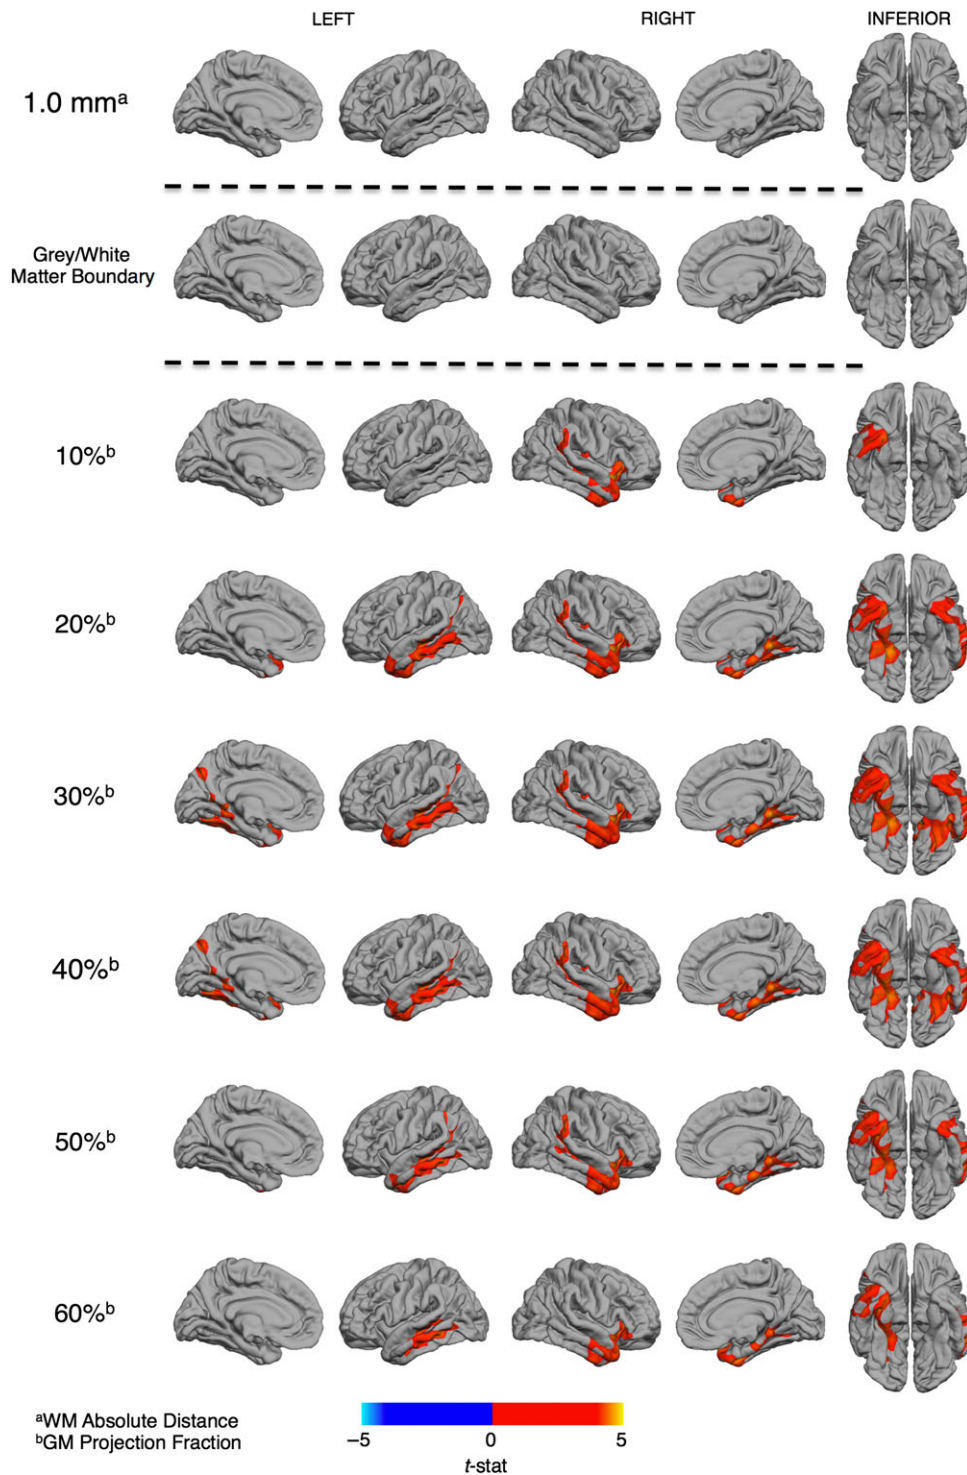 LEFT RIGHT INFERIOR
1.0 mmᵃ
Grey/White
Matter Boundary
10%ᵇ
20%ᵇ
30%ᵇ
40%ᵇ
50%ᵇ
60%ᵇ
ᵃWM Absolute Distance
ᵇGM Projection Fraction
−5 0 5
t-stat